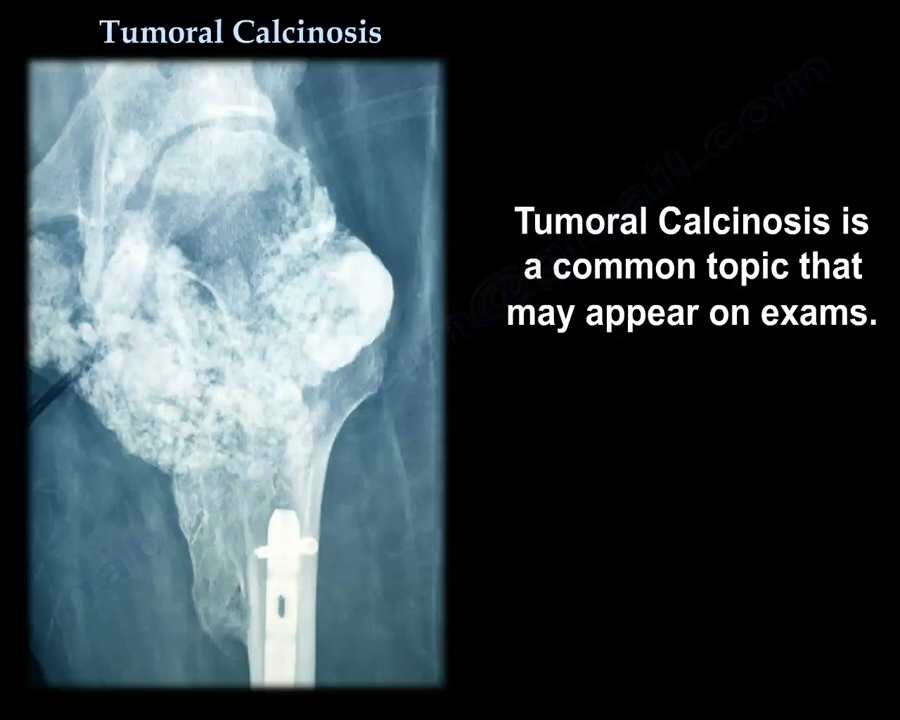 Tumoral Calcinosis
Tumoral Calcinosis is
a common topic that
may appear on exams.